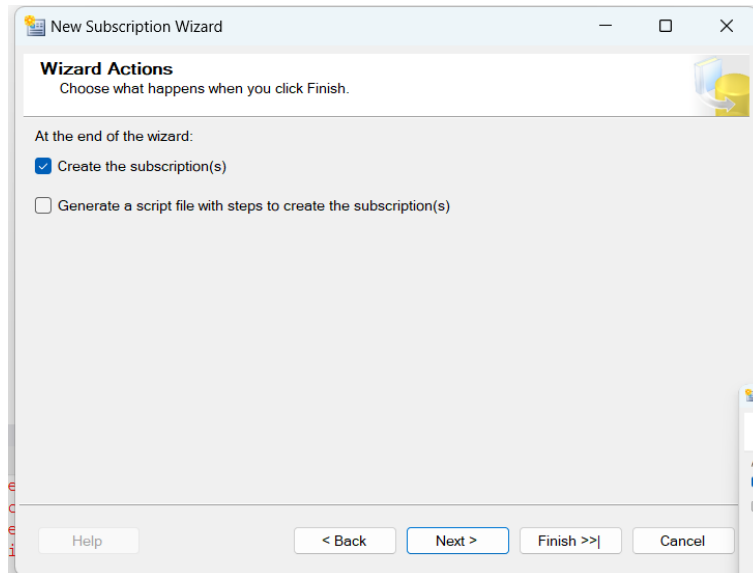 New Subscription Wizard
Wizard Actions
Choose what happens when you click Finish.
At the end of the wizard:
Create the subscription(s)
Generate a script file with steps to create the subscription(s)
Help
< Back
Next >
Finish >>|
Cancel